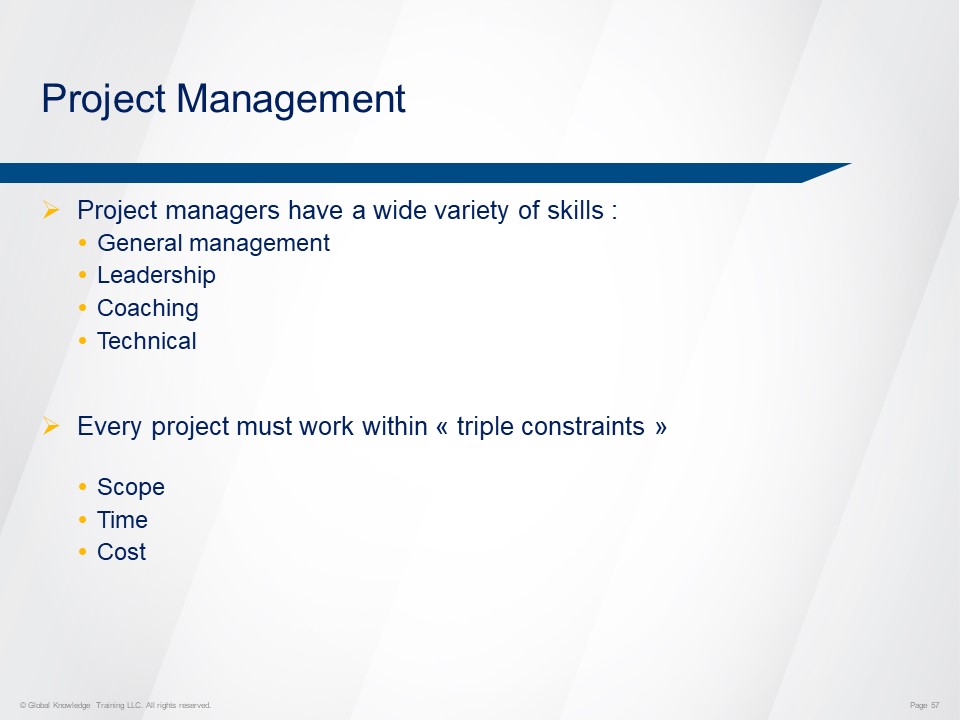 Project Management
Project managers have a wide variety of skills :
General management
Leadership
Coaching
Technical
Every project must work within « triple constraints »
Scope
Time
Cost
© Global Knowledge Training LLC. All rights reserved.
Page 57